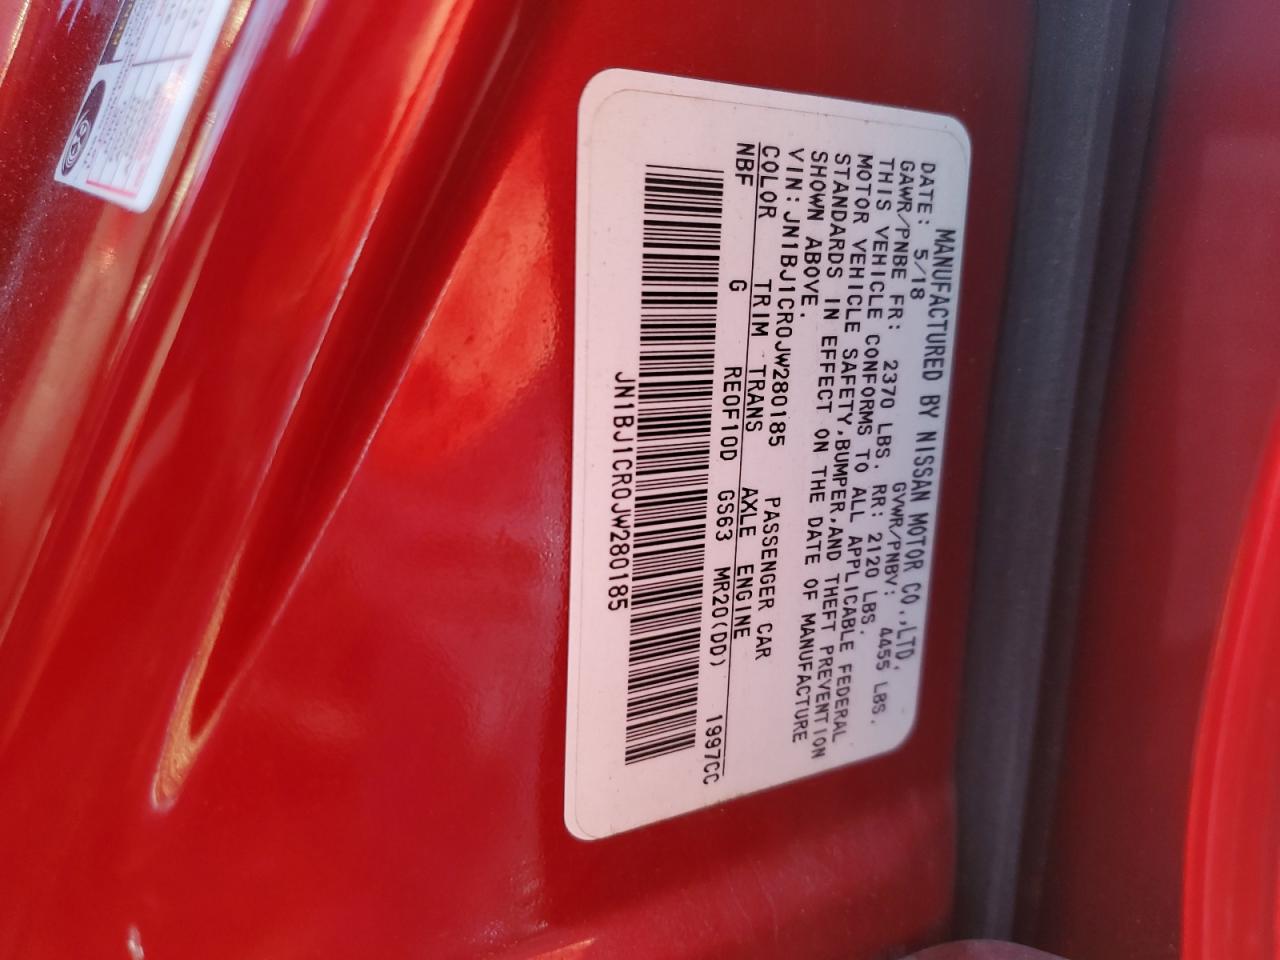 MANUFACTURED BY NISSAN MOTOR CO.,LTD.
DATE: 5/18 GVWR/PNBV: 4455 LBS.
GAWR/PNBE FR: 2370 LBS. RR: 2120 LBS.
THIS VEHICLE CONFORMS TO ALL APPLICABLE FEDERAL
MOTOR VEHICLE SAFETY,BUMPER,AND THEFT PREVENTION
STANDARDS IN EFFECT ON THE DATE OF MANUFACTURE
SHOWN ABOVE.
VIN: JN1BJ1CR0JW280185 PASSENGER CAR
COLOR TRIM TRANS AXLE ENGINE
NBF G RE0F10D GS63 MR20(DD) 1997CC
JN1BJ1CR0JW280185